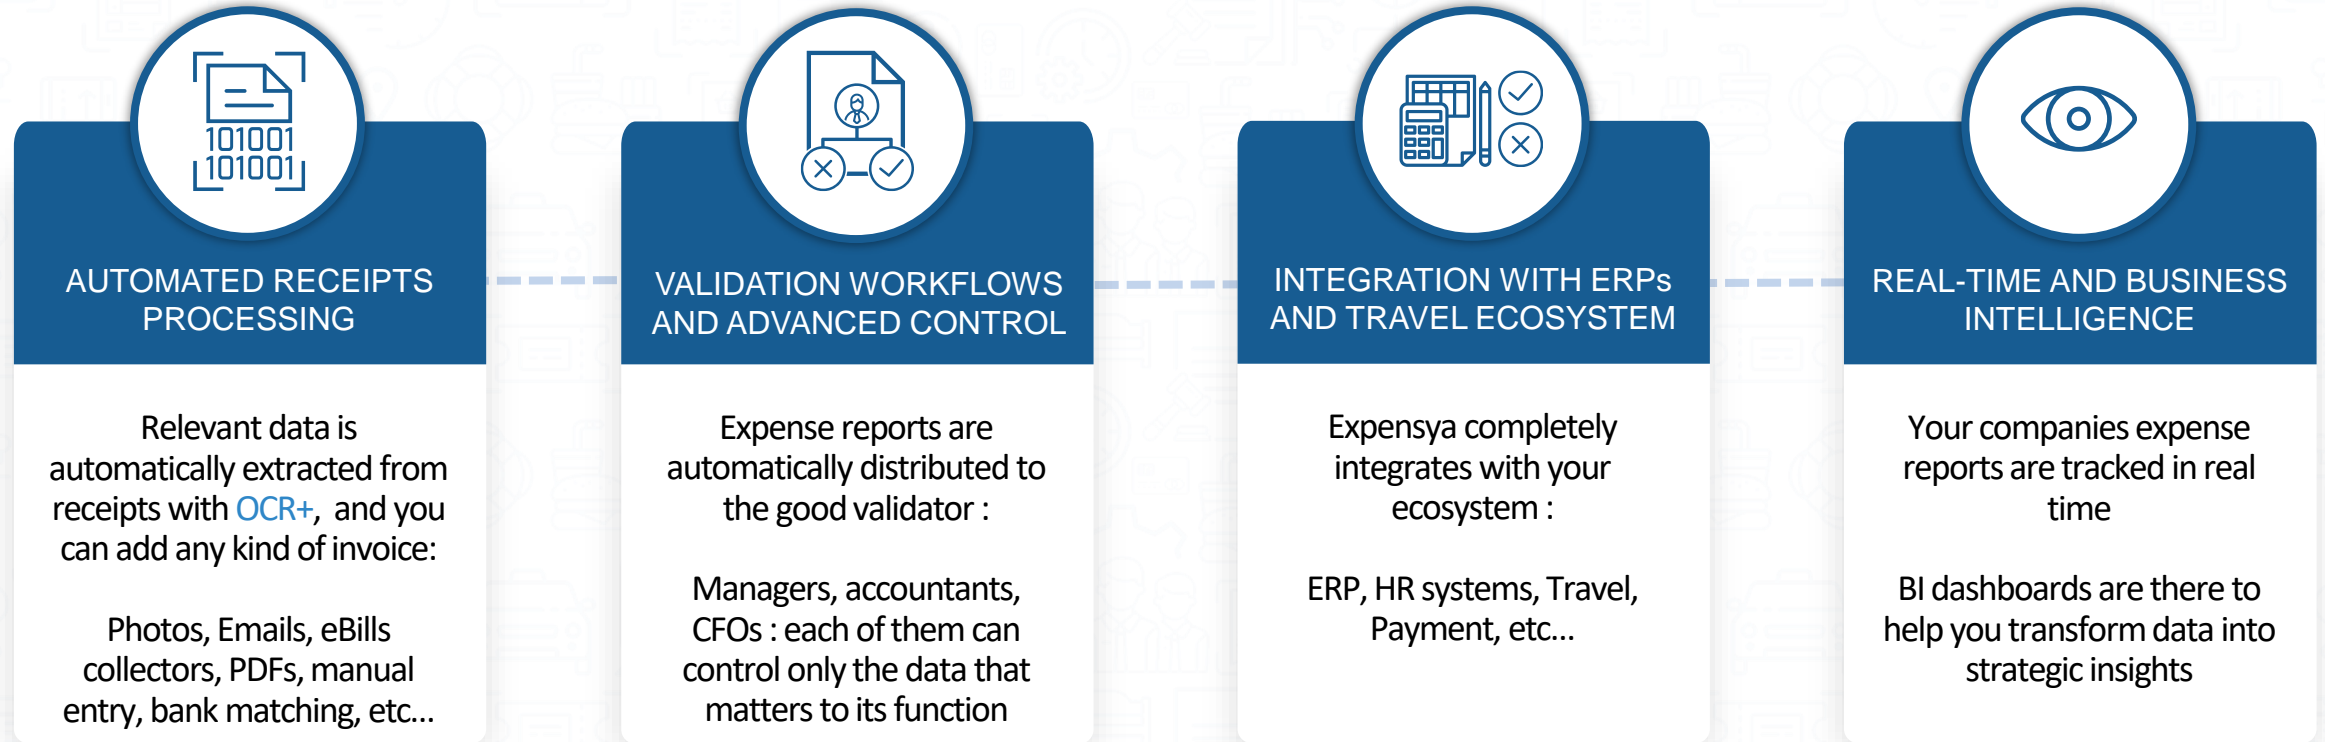 101001
101001
AUTOMATED RECEIPTS
PROCESSING
Relevant data is
automatically extracted from
receipts with OCR+, and you
can add any kind of invoice:
Photos, Emails, eBills
collectors, PDFs, manual
entry, bank matching, etc...
VALIDATION WORKFLOWS
AND ADVANCED CONTROL
Expense reports are
automatically distributed to
the good validator :
Managers, accountants,
CFOs : each of them can
control only the data that
matters to its function
INTEGRATION WITH ERPs
AND TRAVEL ECOSYSTEM
Expensya completely
integrates with your
ecosystem :
ERP, HR systems, Travel,
Payment, etc...
REAL-TIME AND BUSINESS
INTELLIGENCE
Your companies expense
reports are tracked in real
time
BI dashboards are there to
help you transform data into
strategic insights